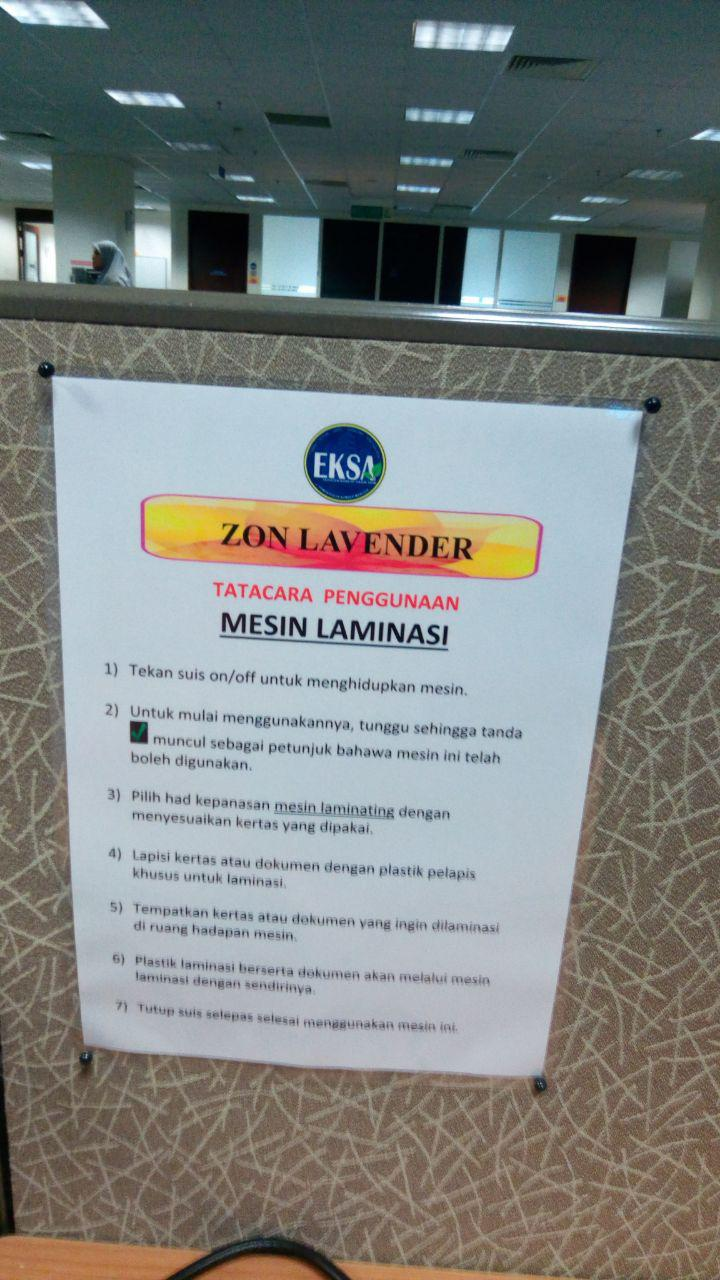 EKSA
ZON LAVENDER
TATACARA PENGGUNAAN
MESIN LAMINASI
1) Tekan suis on/off untuk menghidupkan mesin.
2) Untuk mulai menggunakannya, tunggu sehingga tanda
muncul sebagai petunjuk bahawa mesin ini telah
boleh digunakan.
3) Pilih had kepanasan mesin laminating dengan
menyesuaikan kertas yang dipakai.
4) Lapisi kertas atau dokumen dengan plastik pelapis
khusus untuk laminasi.
5) Tempatkan kertas atau dokumen yang ingin dilaminasi
di ruang hadapan mesin.
6) Plastik laminasi berserta dokumen akan melalui mesin
laminasi dengan sendirinya.
7) Tutup suis selepas selesai menggunakan mesin ini.